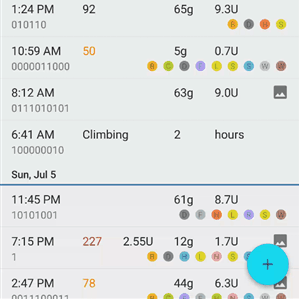 1:24 PM 92 65g 9.3U
010110
10:59 AM 50 5g 0.7U
0000011000
8:12 AM 63g 9.0U
0111010101
6:41 AM Climbing 2 hours
100000010
Sun, Jul 5
11:45 PM 61g 8.7U
10101001
7:15 PM 227 2.55U 12g 1.7U
1
2:47 PM 78 44g 6.3U